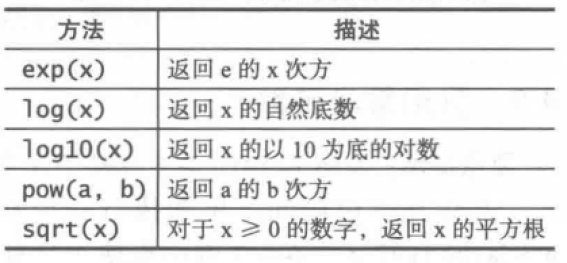 方法 描述
exp(x) 返回 e 的 x 次方
log(x) 返回 x 的自然底数
log10(x) 返回 x 的以 10 为底的对数
pow(a, b) 返回 a 的 b 次方
sqrt(x) 对于 x ⩾ 0 的数字，返回 x 的平方根